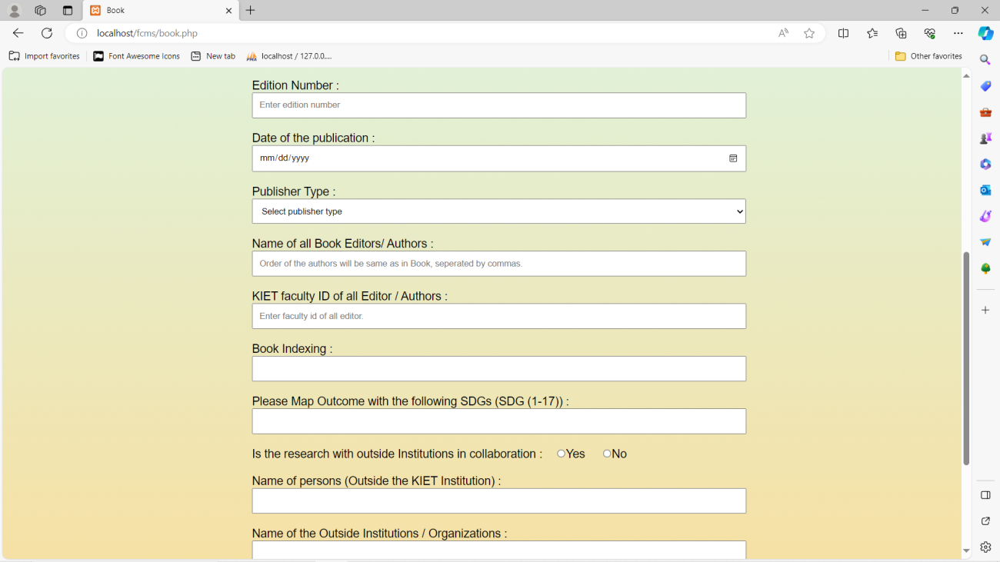 Book
localhost/fcms/book.php
Import favorites
Font Awesome Icons
New tab
localhost / 127.0.0....
Other favorites
Edition Number :
Enter edition number
Date of the publication :
mm/dd/yyyy
Publisher Type :
Select publisher type
Name of all Book Editors/ Authors :
Order of the authors will be same as in Book, seperated by commas.
KIET faculty ID of all Editor / Authors :
Enter faculty id of all editor.
Book Indexing :
Please Map Outcome with the following SDGs (SDG (1-17)) :
Is the research with outside Institutions in collaboration : Yes No
Name of persons (Outside the KIET Institution) :
Name of the Outside Institutions / Organizations :